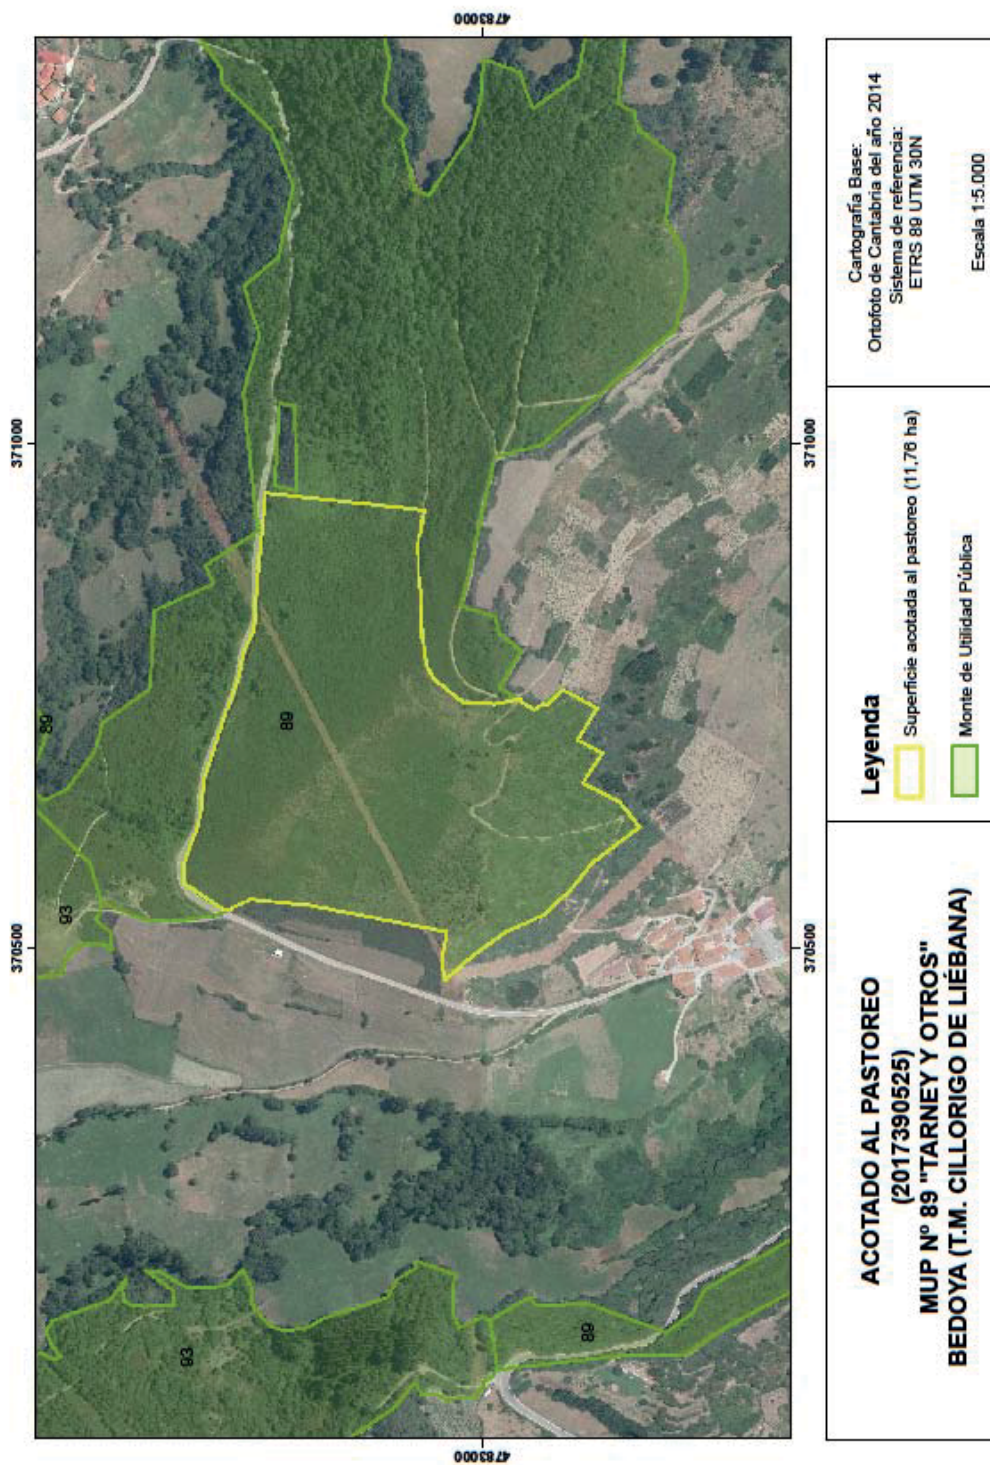 4783000
371000
370500
89
93
89
93
89
371000
370500
4783000
ACOTADO AL PASTOREO
(2017390525)
MUP Nº 89 "TARNEY Y OTROS"
BEDOYA (T.M. CILLORIGO DE LIÉBANA)
Leyenda
Superficie acotada al pastoreo (11,76 ha)
Monte de Utilidad Pública
Cartografía Base:
Ortofoto de Cantabria del año 2014
Sistema de referencia:
ETRS 89 UTM 30N
Escala 1:5.000